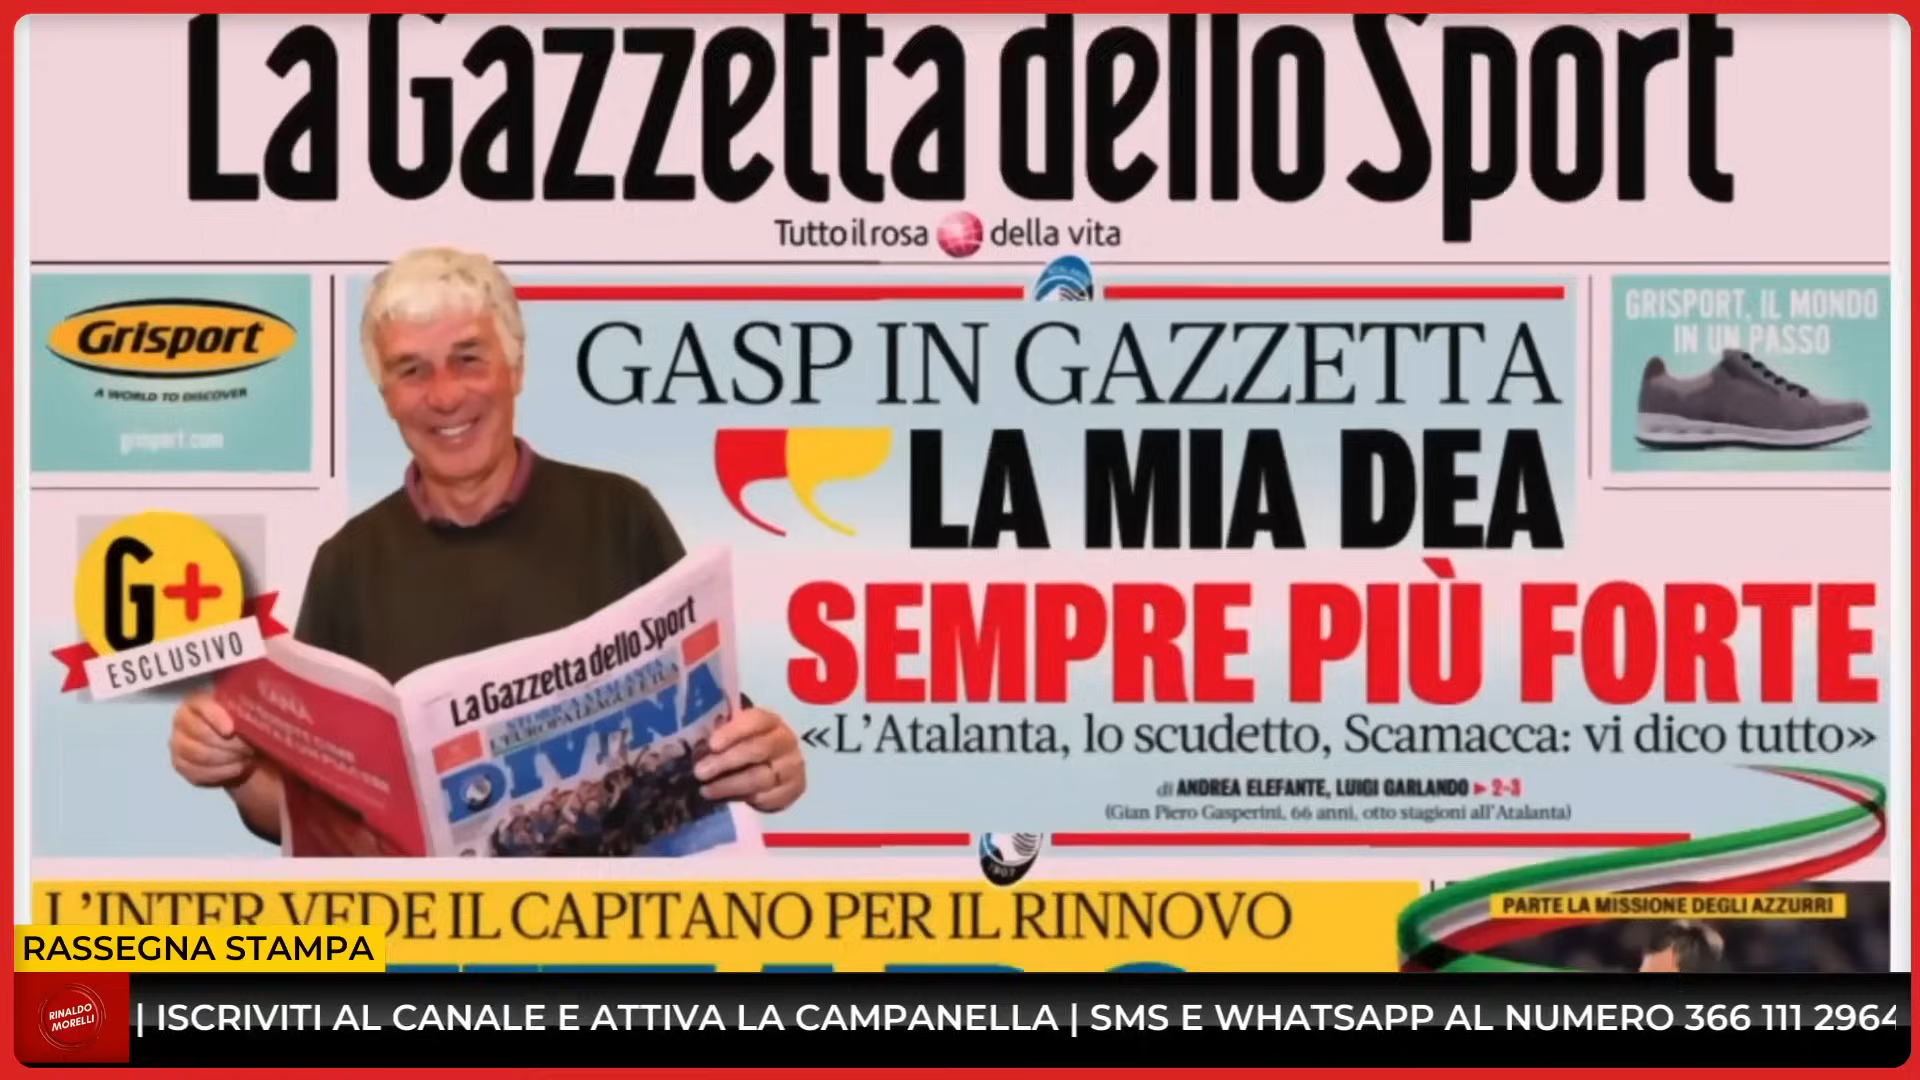 La Gazzetta dello Sport
Tutto il rosa della vita
Grisport
A WORLD TO DISCOVER
grisport.com
GRISPORT, IL MONDO
IN UN PASSO
ATALANTA
GASP IN GAZZETTA
LA MIA DEA
SEMPRE PIÙ FORTE
G+
ESCLUSIVO
La Gazzetta dello Sport
DIVINA
«L'Atalanta, lo scudetto, Scamacca: vi dico tutto»
di ANDREA ELEFANTE, LUIGI GARLANDO ▶ 2-3
(Gian Piero Gasperini, 66 anni, otto stagioni all'Atalanta)
1907
L'INTER VEDE IL CAPITANO PER IL RINNOVO
PARTE LA MISSIONE DEGLI AZZURRI
RASSEGNA STAMPA
RINALDO
MORELLI
| ISCRIVITI AL CANALE E ATTIVA LA CAMPANELLA | SMS E WHATSAPP AL NUMERO 366 111 2964